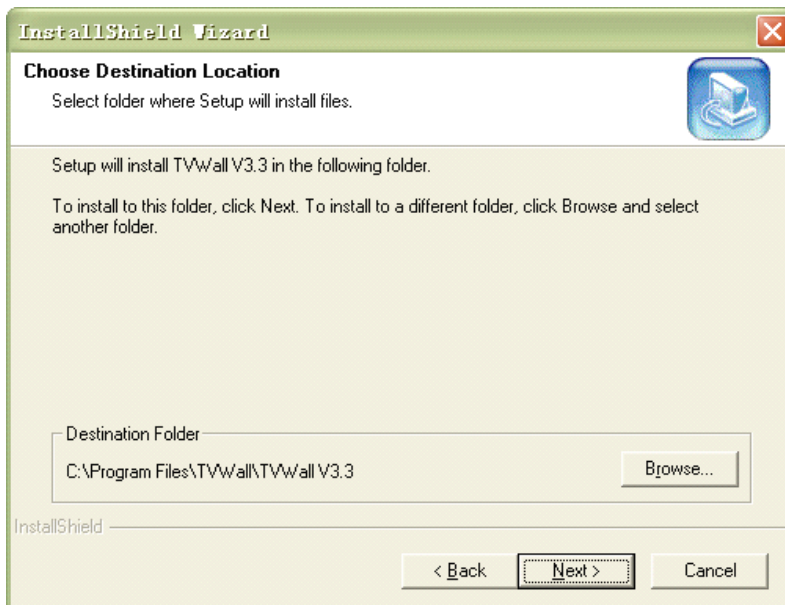 InstallShield Wizard
Choose Destination Location
Select folder where Setup will install files.
Setup will install TVWall V3.3 in the following folder.
To install to this folder, click Next. To install to a different folder, click Browse and select
another folder.
Destination Folder
C:\Program Files\TVWall\TVWall V3.3
Browse...
InstallShield
< Back
Next >
Cancel